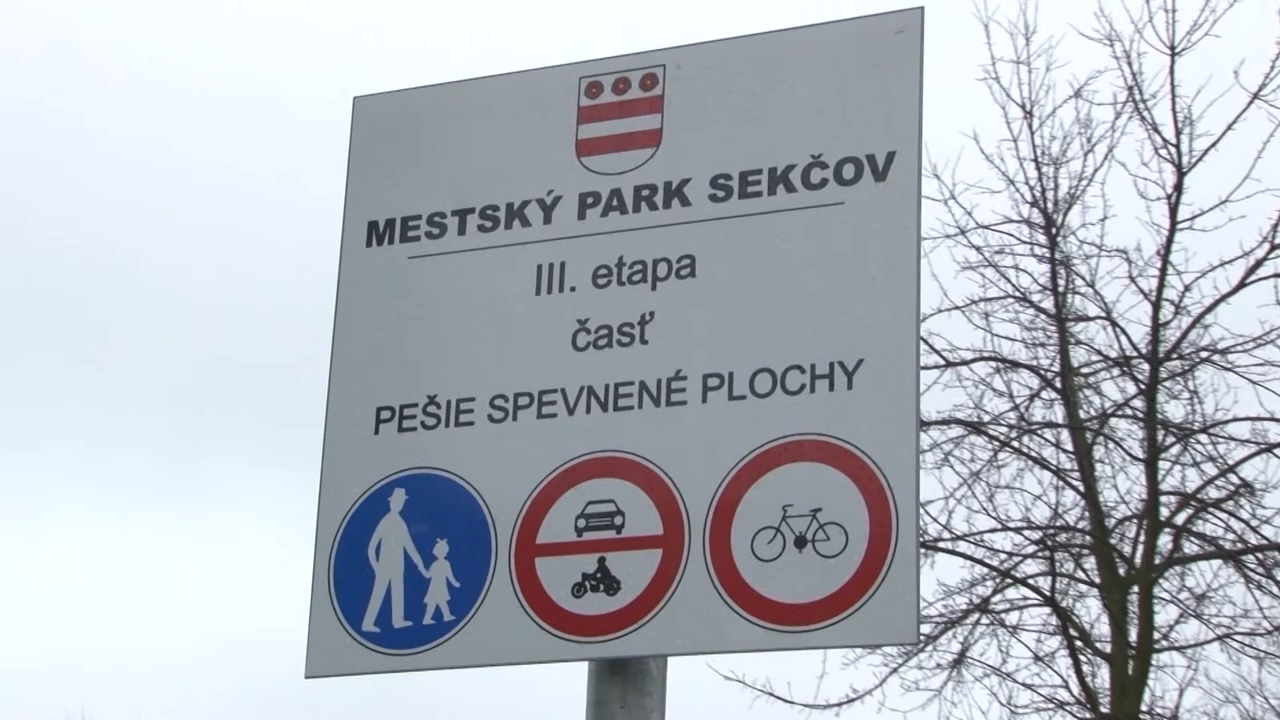 MESTSKÝ PARK SEKČOV
III. etapa
časť
PEŠIE SPEVNENÉ PLOCHY